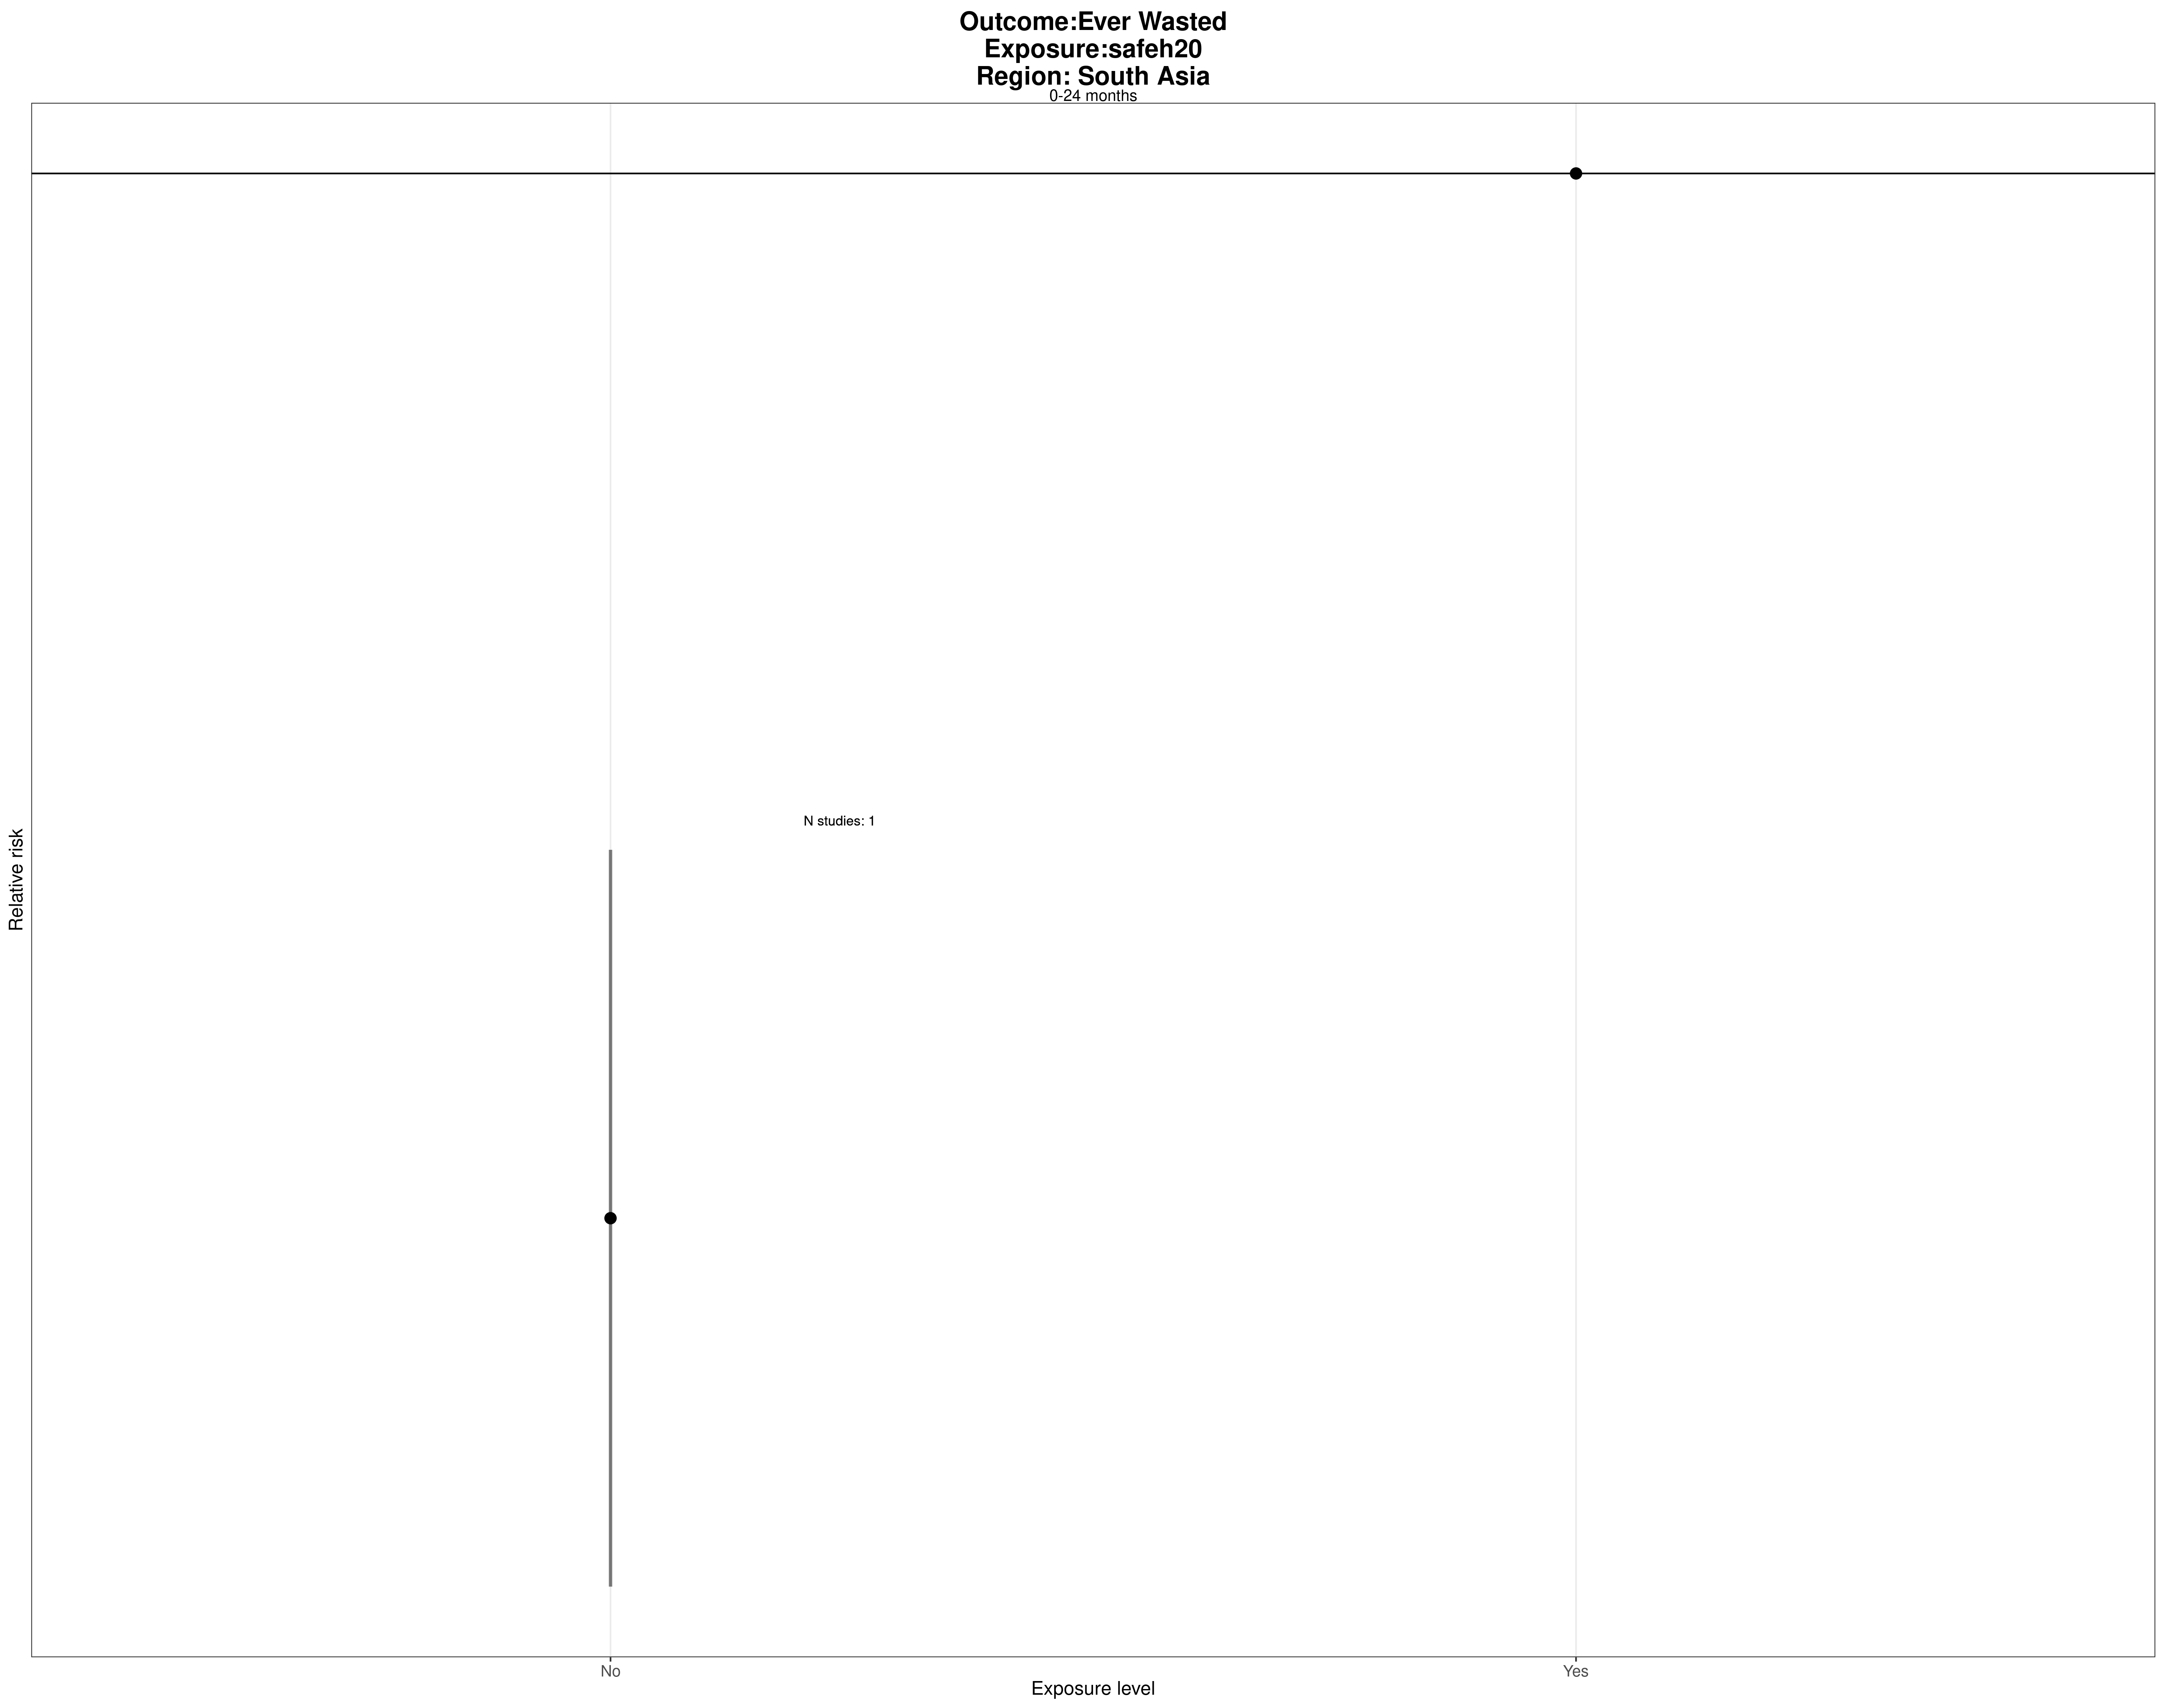 Outcome:Ever Wasted
Exposure:safeh20
Region: South Asia
0-24 months
Relative risk
N studies: 1
No
Yes
Exposure level